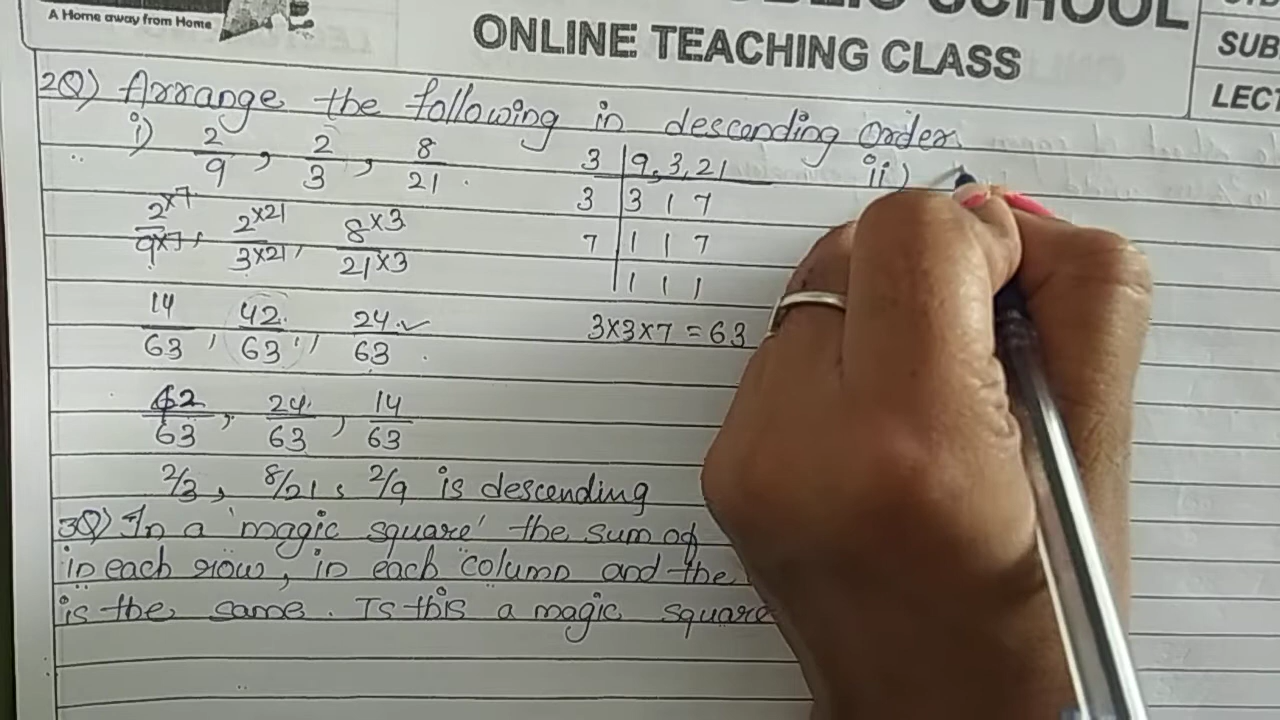 A Home away from Home
SCHOOL
ONLINE TEACHING CLASS
SUB
LECT
2Q) Arrange the following in descending order.
i) 2/9, 2/3, 8/21.
3 | 9, 3, 21
3 | 3 1 7
7 | 1 1 7
1 1 1
3×3×7 = 63
ii)
2×7/9×7, 2×21/3×21, 8×3/21×3
14/63, 42/63, 24/63
42/63, 24/63, 14/63
2/3, 8/21, 2/9 is descending
3Q) In a 'magic square' the sum of
in each row, in each column and the
is the same. Is this a magic square